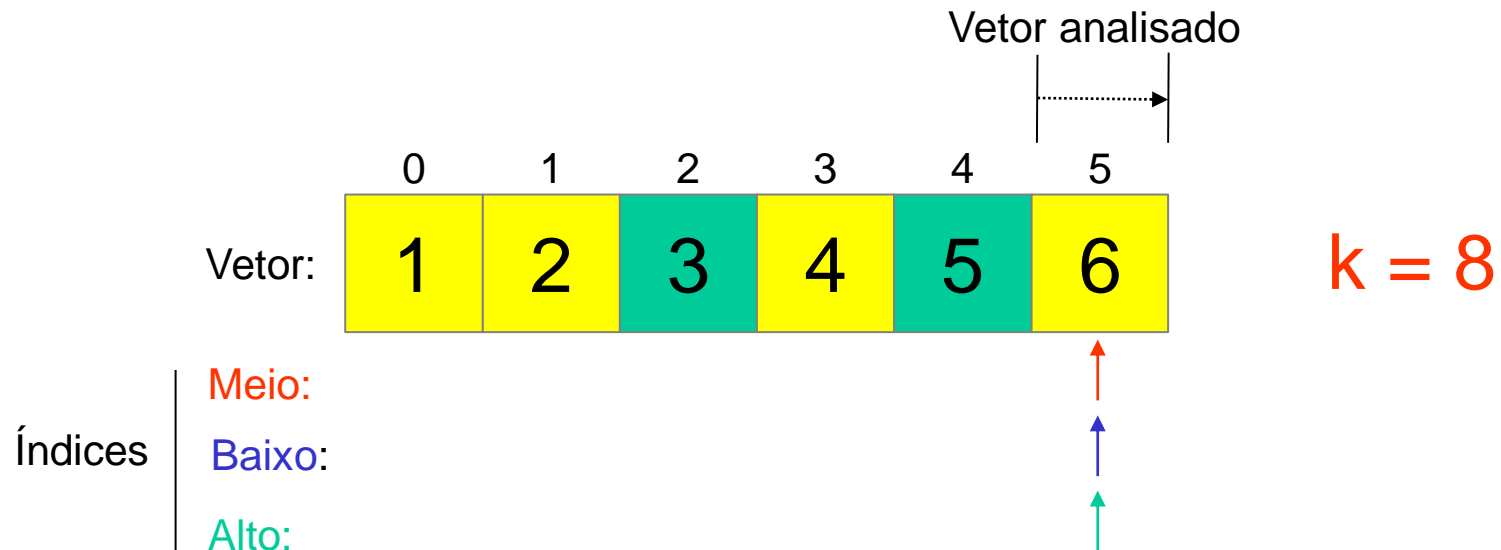 Vetor analisado
0 1 2 3 4 5
Vetor: 1 2 3 4 5 6 k = 8
Meio:
Índices Baixo:
Alto: